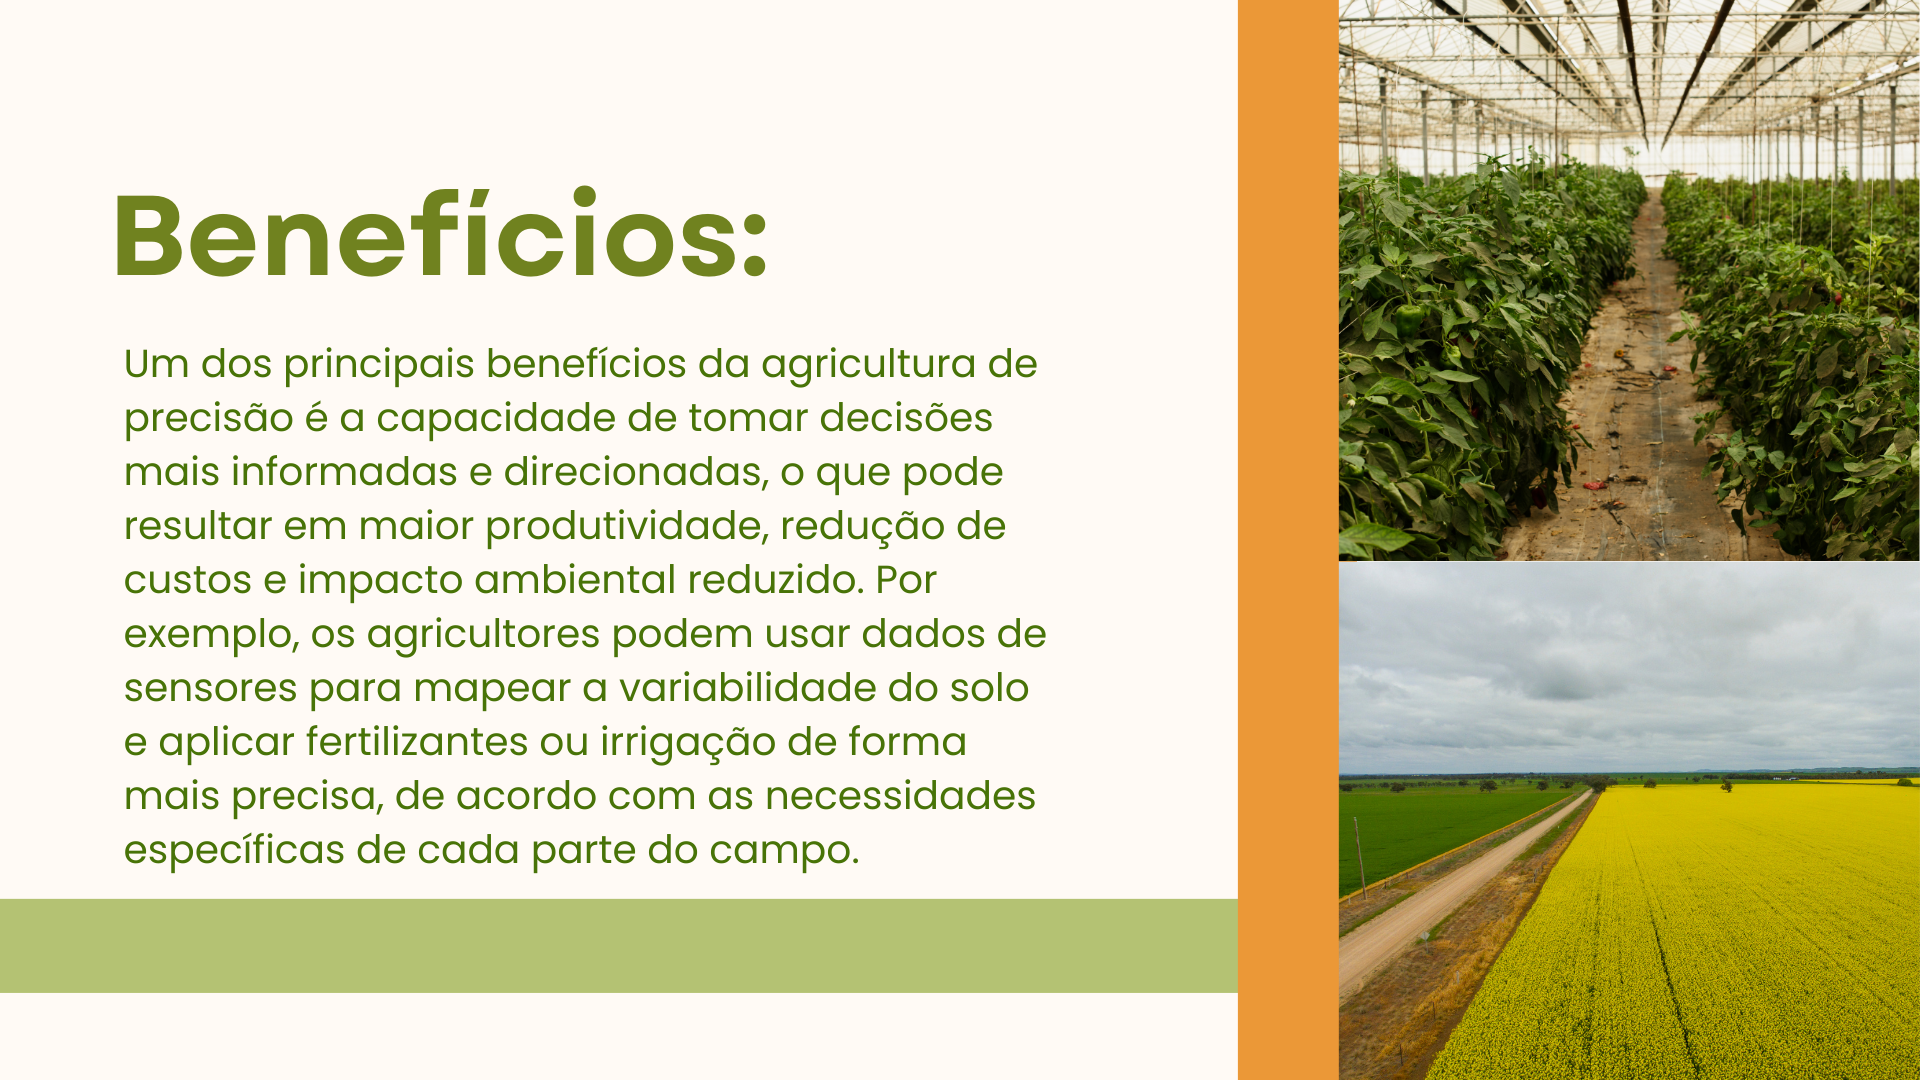 Benefícios:
Um dos principais benefícios da agricultura de
precisão é a capacidade de tomar decisões
mais informadas e direcionadas, o que pode
resultar em maior produtividade, redução de
custos e impacto ambiental reduzido. Por
exemplo, os agricultores podem usar dados de
sensores para mapear a variabilidade do solo
e aplicar fertilizantes ou irrigação de forma
mais precisa, de acordo com as necessidades
específicas de cada parte do campo.